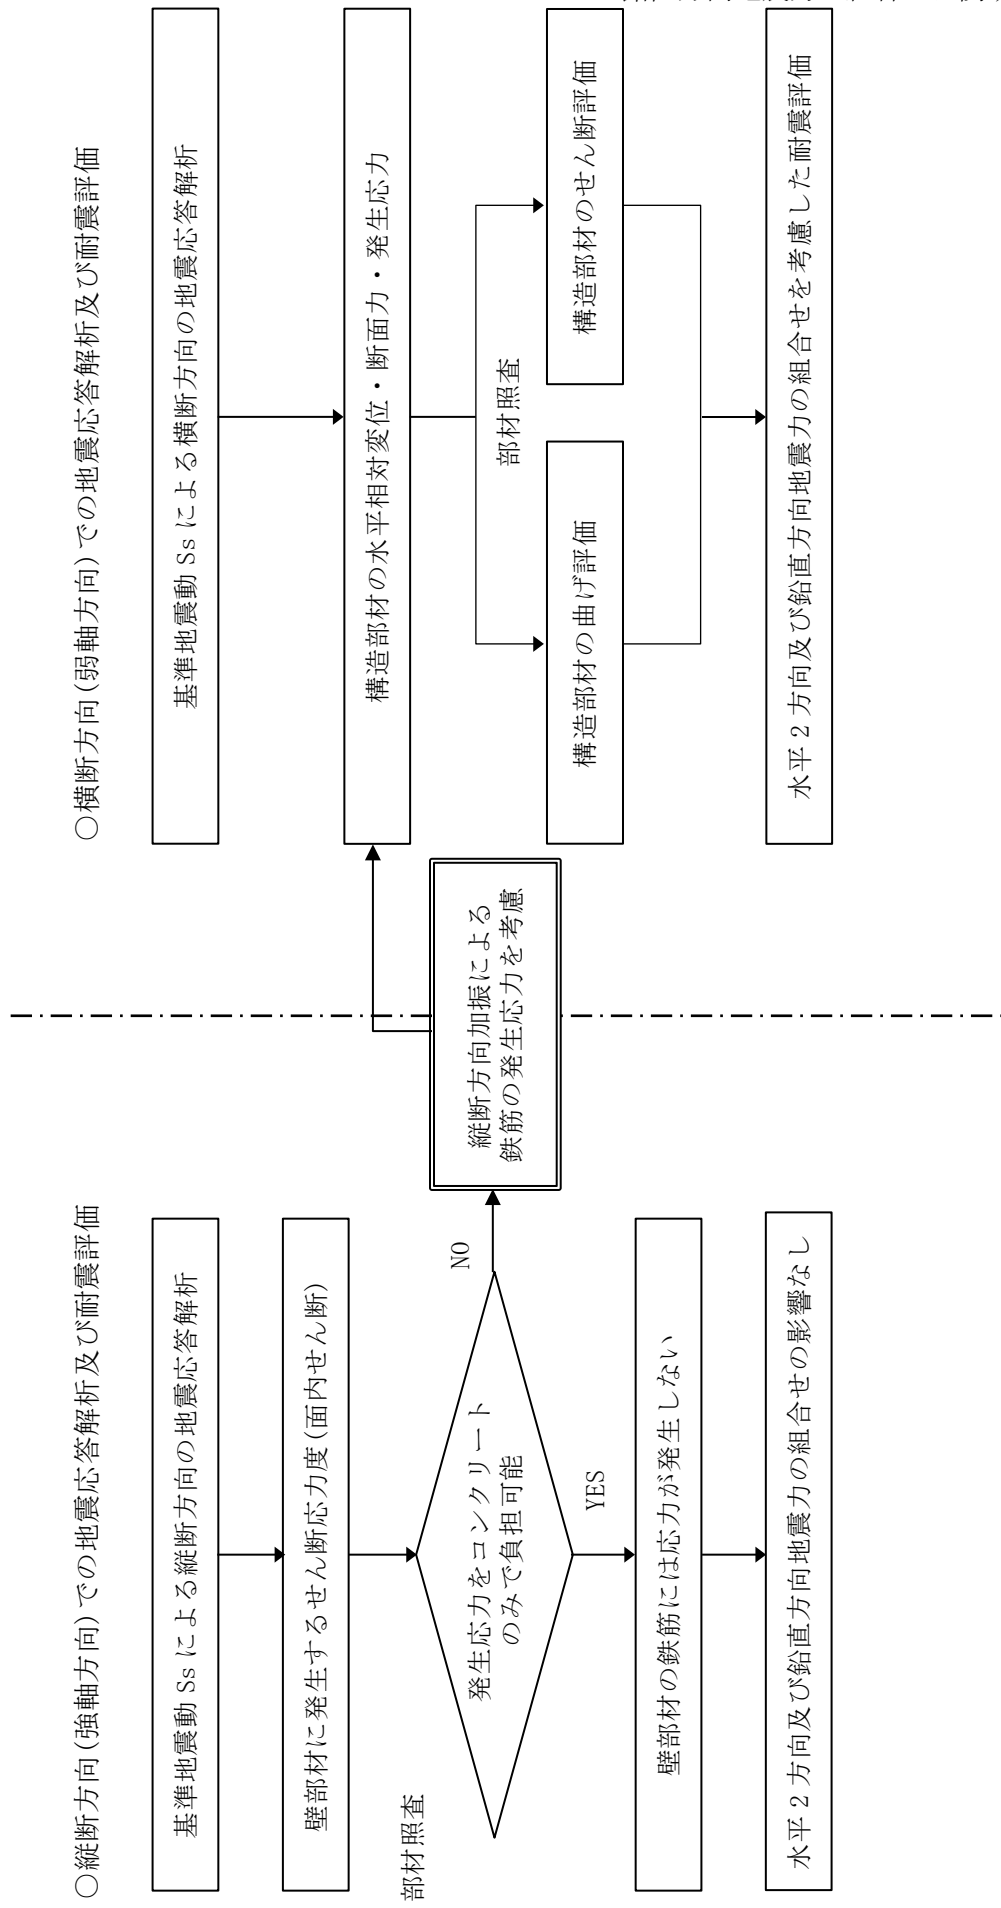 ○縦断方向(強軸方向)での地震応答解析及び耐震評価
基準地震動 Ss による縦断方向の地震応答解析
壁部材に発生するせん断応力度(面内せん断)
部材照査
発生応力をコンクリート
のみで負担可能
NO
YES
縦断方向加振による
鉄筋の発生応力を考慮
壁部材の鉄筋には応力が発生しない
水平 2 方向及び鉛直方向地震力の組合せの影響なし
○横断方向(弱軸方向)での地震応答解析及び耐震評価
基準地震動 Ss による横断方向の地震応答解析
構造部材の水平相対変位・断面力・発生応力
部材照査
構造部材の曲げ評価
構造部材のせん断評価
水平 2 方向及び鉛直方向地震力の組合せを考慮した耐震評価